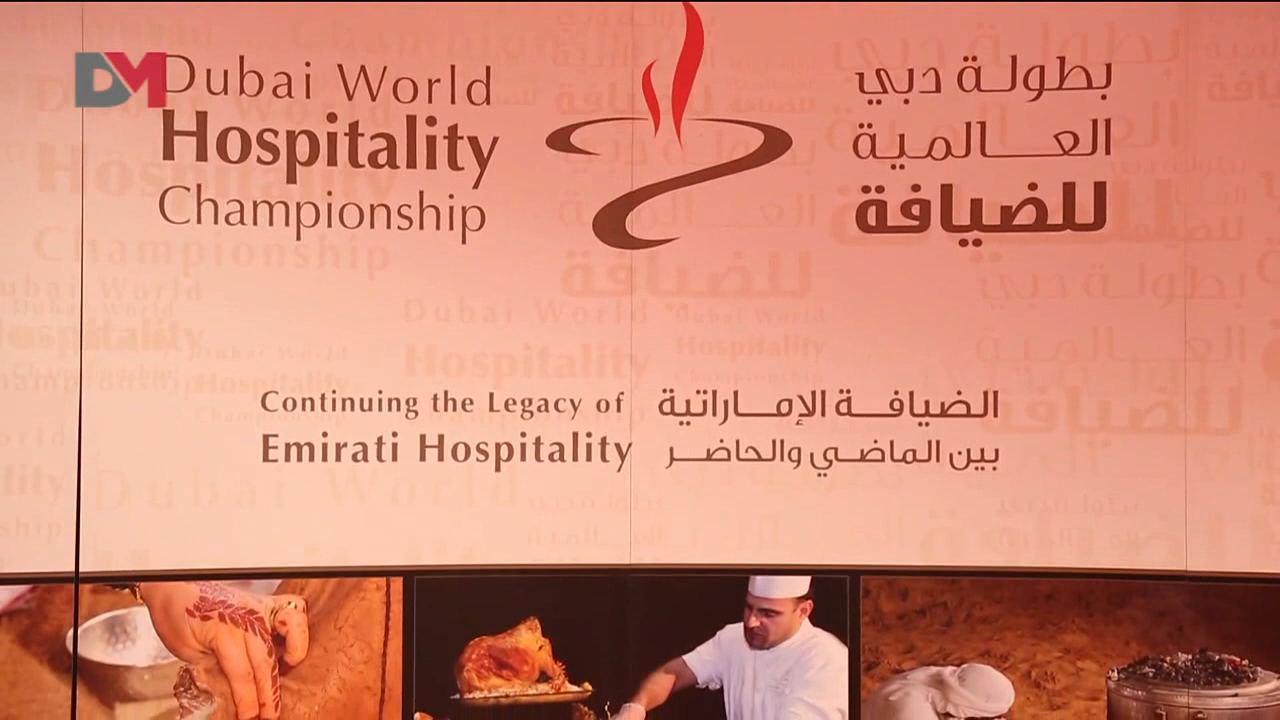 DM
Dubai World
Hospitality
Championship
بطولة دبي
العالمية
للضيافة
Continuing the Legacy of
Emirati Hospitality
الضيافة الإماراتية
بين الماضي والحاضر